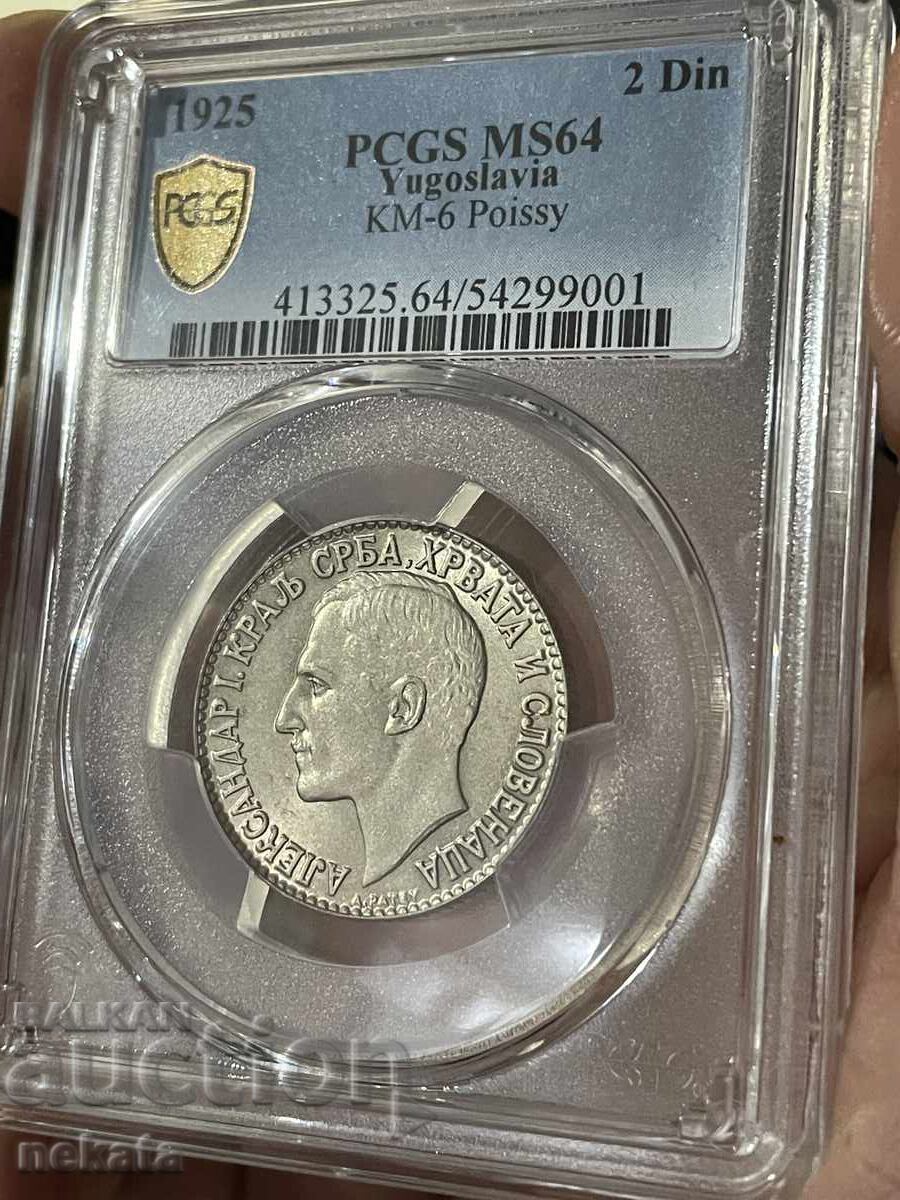 1925
2 Din
PCGS MS64
Yugoslavia
KM-6 Poissy
PCGS
413325.64/54299001
АЛЕКСАНДАР I. КРАЉ СРБА, ХРВАТА И СЛОВЕНАЦА
A.PATEY
BALKAN
auction
nekata